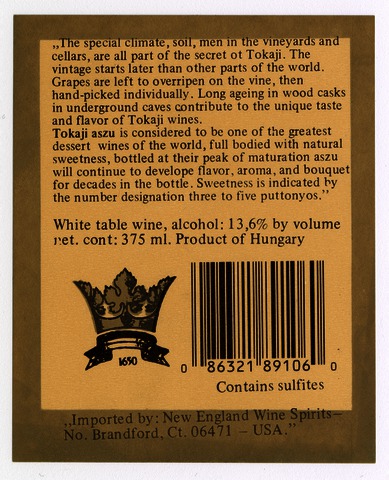 „The special climate, soil, men in the vineyards and
cellars, are all part of the secret ot Tokaji. The
vintage starts later than other parts of the world.
Grapes are left to overripen on the vine, then
hand-picked individually. Long ageing in wood casks
in underground caves contribute to the unique taste
and flavor of Tokaji wines.
Tokaji aszu is considered to be one of the greatest
dessert wines of the world, full bodied with natural
sweetness, bottled at their peak of maturation aszu
will continue to develope flavor, aroma, and bouquet
for decades in the bottle. Sweetness is indicated by
the number designation three to five puttonyos.”
White table wine, alcohol: 13,6% by volume
net. cont: 375 ml. Product of Hungary
1650
0 86321 89106 0
Contains sulfites
„Imported by: New England Wine Spirits—
No. Brandford, Ct. 06471 – USA.”